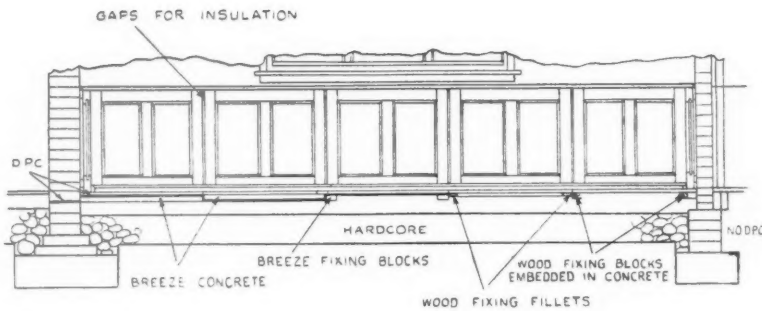 GAPS FOR INSULATION
DPC
HARDCORE
NO DPC
BREEZE FIXING BLOCKS
WOOD FIXING BLOCKS
EMBEDDED IN CONCRETE
BREEZE CONCRETE
WOOD FIXING FILLETS